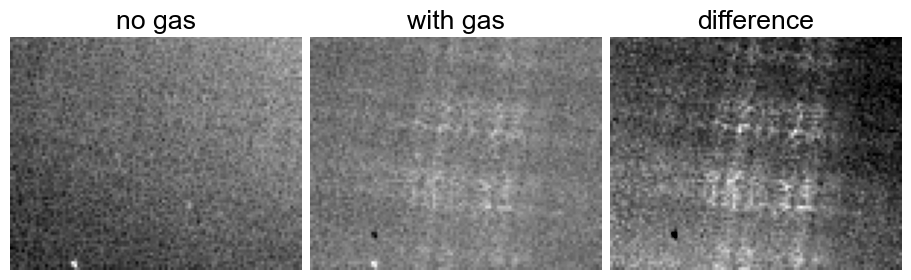 no gas
with gas
difference